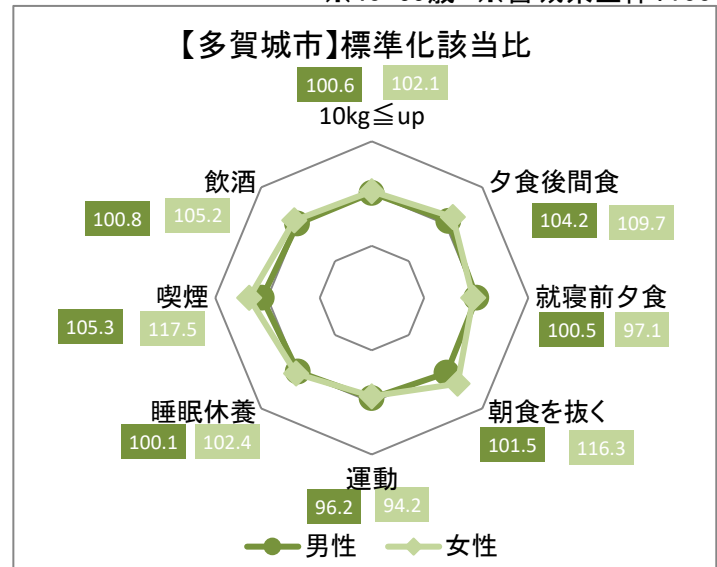 【多賀城市】標準化該当比
100.6 102.1
10kg≦up
飲酒
100.8 105.2
夕食後間食
104.2 109.7
喫煙
105.3 117.5
就寝前夕食
100.5 97.1
睡眠休養
100.1 102.4
朝食を抜く
101.5 116.3
運動
96.2 94.2
男性 女性